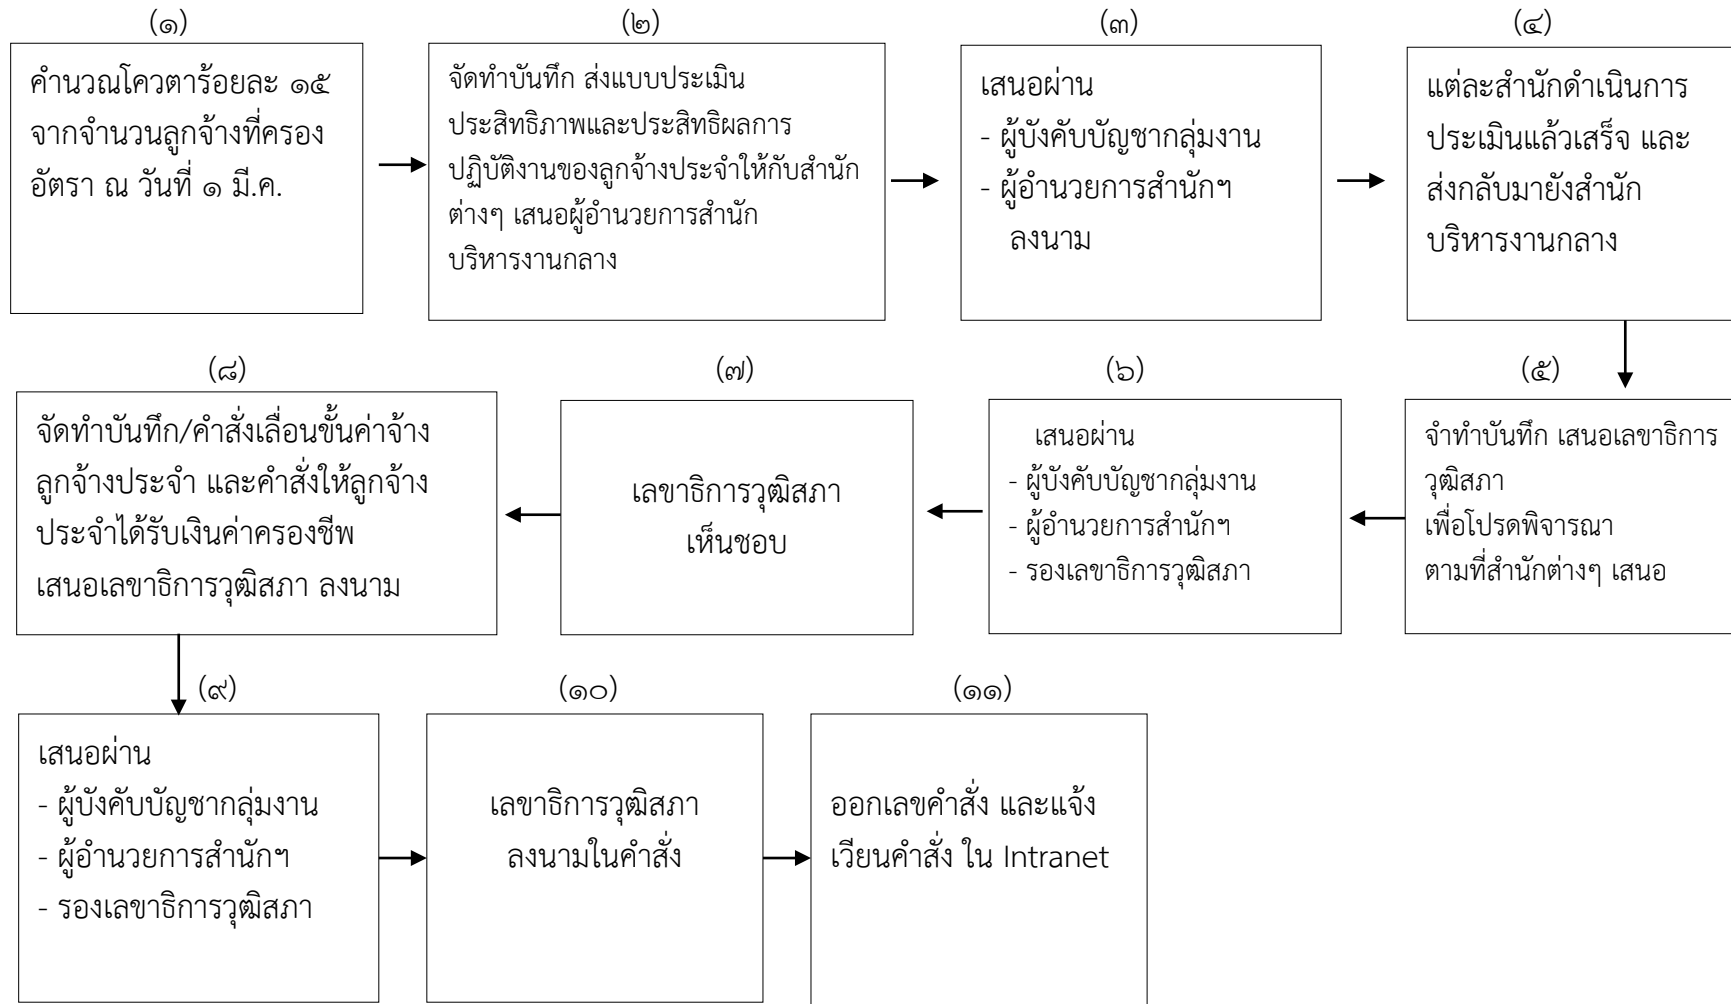 (๑)
คำนวณโควตาร้อยละ ๑๕
จากจำนวนลูกจ้างที่ครอง
อัตรา ณ วันที่ ๑ มี.ค.
(๒)
จัดทำบันทึก ส่งแบบประเมิน
ประสิทธิภาพและประสิทธิผลการ
ปฏิบัติงานของลูกจ้างประจำให้กับสำนัก
ต่างๆ เสนอผู้อำนวยการสำนัก
บริหารงานกลาง
(๓)
เสนอผ่าน
- ผู้บังคับบัญชากลุ่มงาน
- ผู้อำนวยการสำนักฯ
ลงนาม
(๔)
แต่ละสำนักดำเนินการ
ประเมินแล้วเสร็จ และ
ส่งกลับมายังสำนัก
บริหารงานกลาง
(๕)
จำทำบันทึก เสนอเลขาธิการ
วุฒิสภา
เพื่อโปรดพิจารณา
ตามที่สำนักต่างๆ เสนอ
(๖)
เสนอผ่าน
- ผู้บังคับบัญชากลุ่มงาน
- ผู้อำนวยการสำนักฯ
- รองเลขาธิการวุฒิสภา
(๗)
เลขาธิการวุฒิสภา
เห็นชอบ
(๘)
จัดทำบันทึก/คำสั่งเลื่อนขั้นค่าจ้าง
ลูกจ้างประจำ และคำสั่งให้ลูกจ้าง
ประจำได้รับเงินค่าครองชีพ
เสนอเลขาธิการวุฒิสภา ลงนาม
(๙)
เสนอผ่าน
- ผู้บังคับบัญชากลุ่มงาน
- ผู้อำนวยการสำนักฯ
- รองเลขาธิการวุฒิสภา
(๑๐)
เลขาธิการวุฒิสภา
ลงนามในคำสั่ง
(๑๑)
ออกเลขคำสั่ง และแจ้ง
เวียนคำสั่ง ใน Intranet